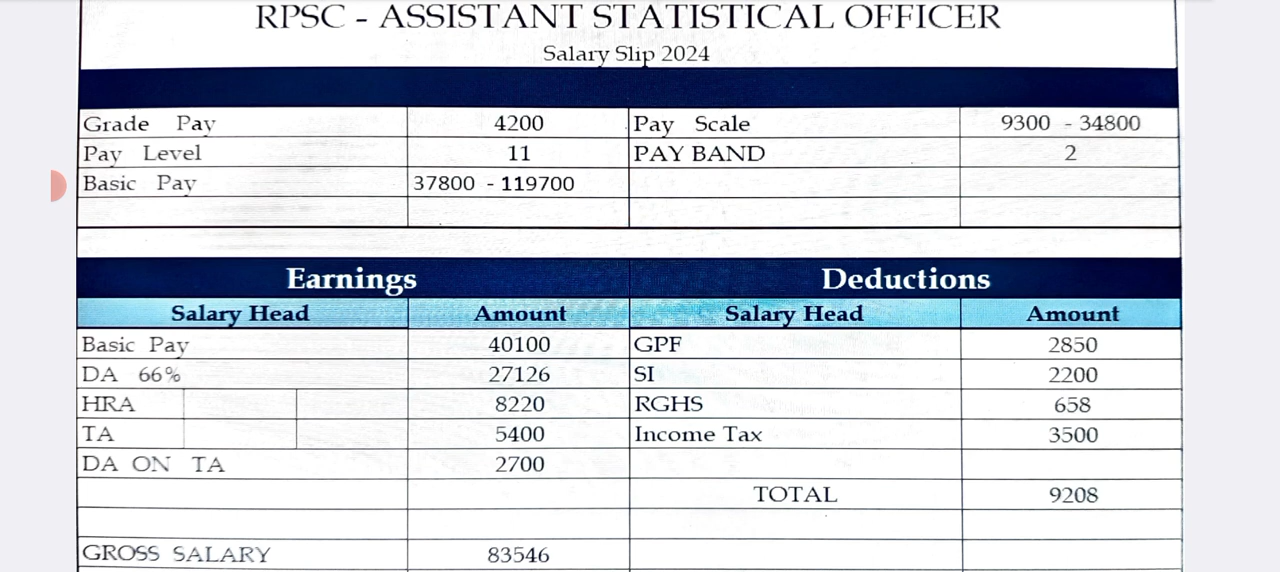 RPSC - ASSISTANT STATISTICAL OFFICER
Salary Slip 2024
Grade Pay 4200 Pay Scale 9300 - 34800
Pay Level 11 PAY BAND 2
Basic Pay 37800 - 119700
Earnings Deductions
Salary Head Amount Salary Head Amount
Basic Pay 40100 GPF 2850
DA 66% 27126 SI 2200
HRA 8220 RGHS 658
TA 5400 Income Tax 3500
DA ON TA 2700
TOTAL 9208
GROSS SALARY 83546